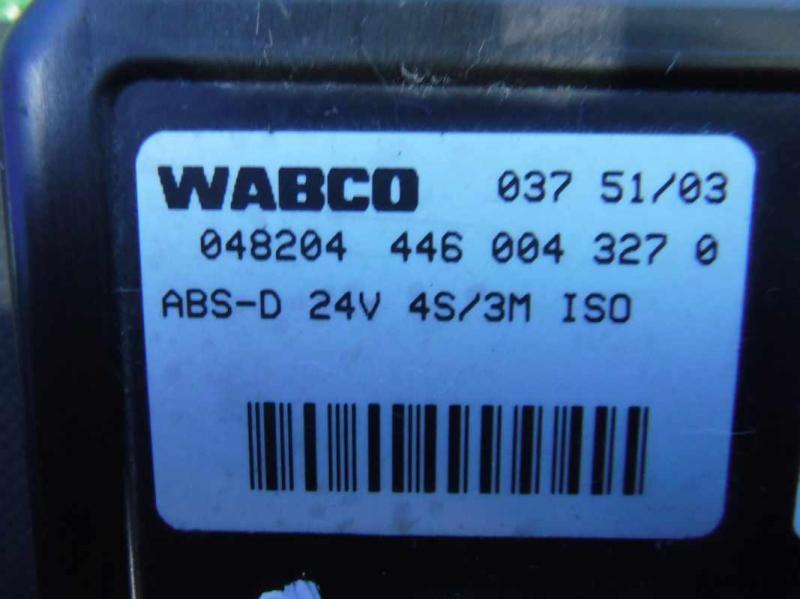 WABCO 037 51/03
048204 446 004 327 0
ABS-D 24V 4S/3M ISO